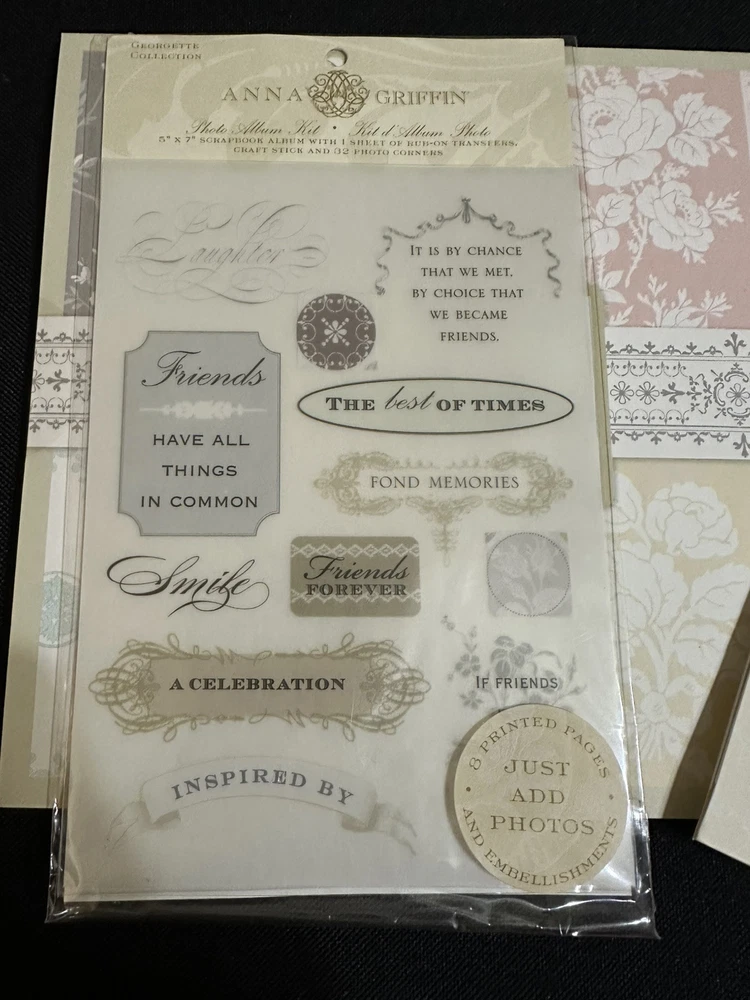 GEORGETTE
COLLECTION
ANNA GRIFFIN
Photo Album Kit • Kit d'Album Photo
5" X 7" SCRAPBOOK ALBUM WITH 1 SHEET OF RUB-ON TRANSFERS,
CRAFT STICK AND 32 PHOTO CORNERS
Laughter
IT IS BY CHANCE
THAT WE MET,
BY CHOICE THAT
WE BECAME
FRIENDS.
Friends
HAVE ALL
THINGS
IN COMMON
THE best OF TIMES
FOND MEMORIES
Smile
Friends
FOREVER
A CELEBRATION
IF FRIENDS
INSPIRED BY
8 PRINTED PAGES
JUST
ADD
PHOTOS
AND EMBELLISHMENTS